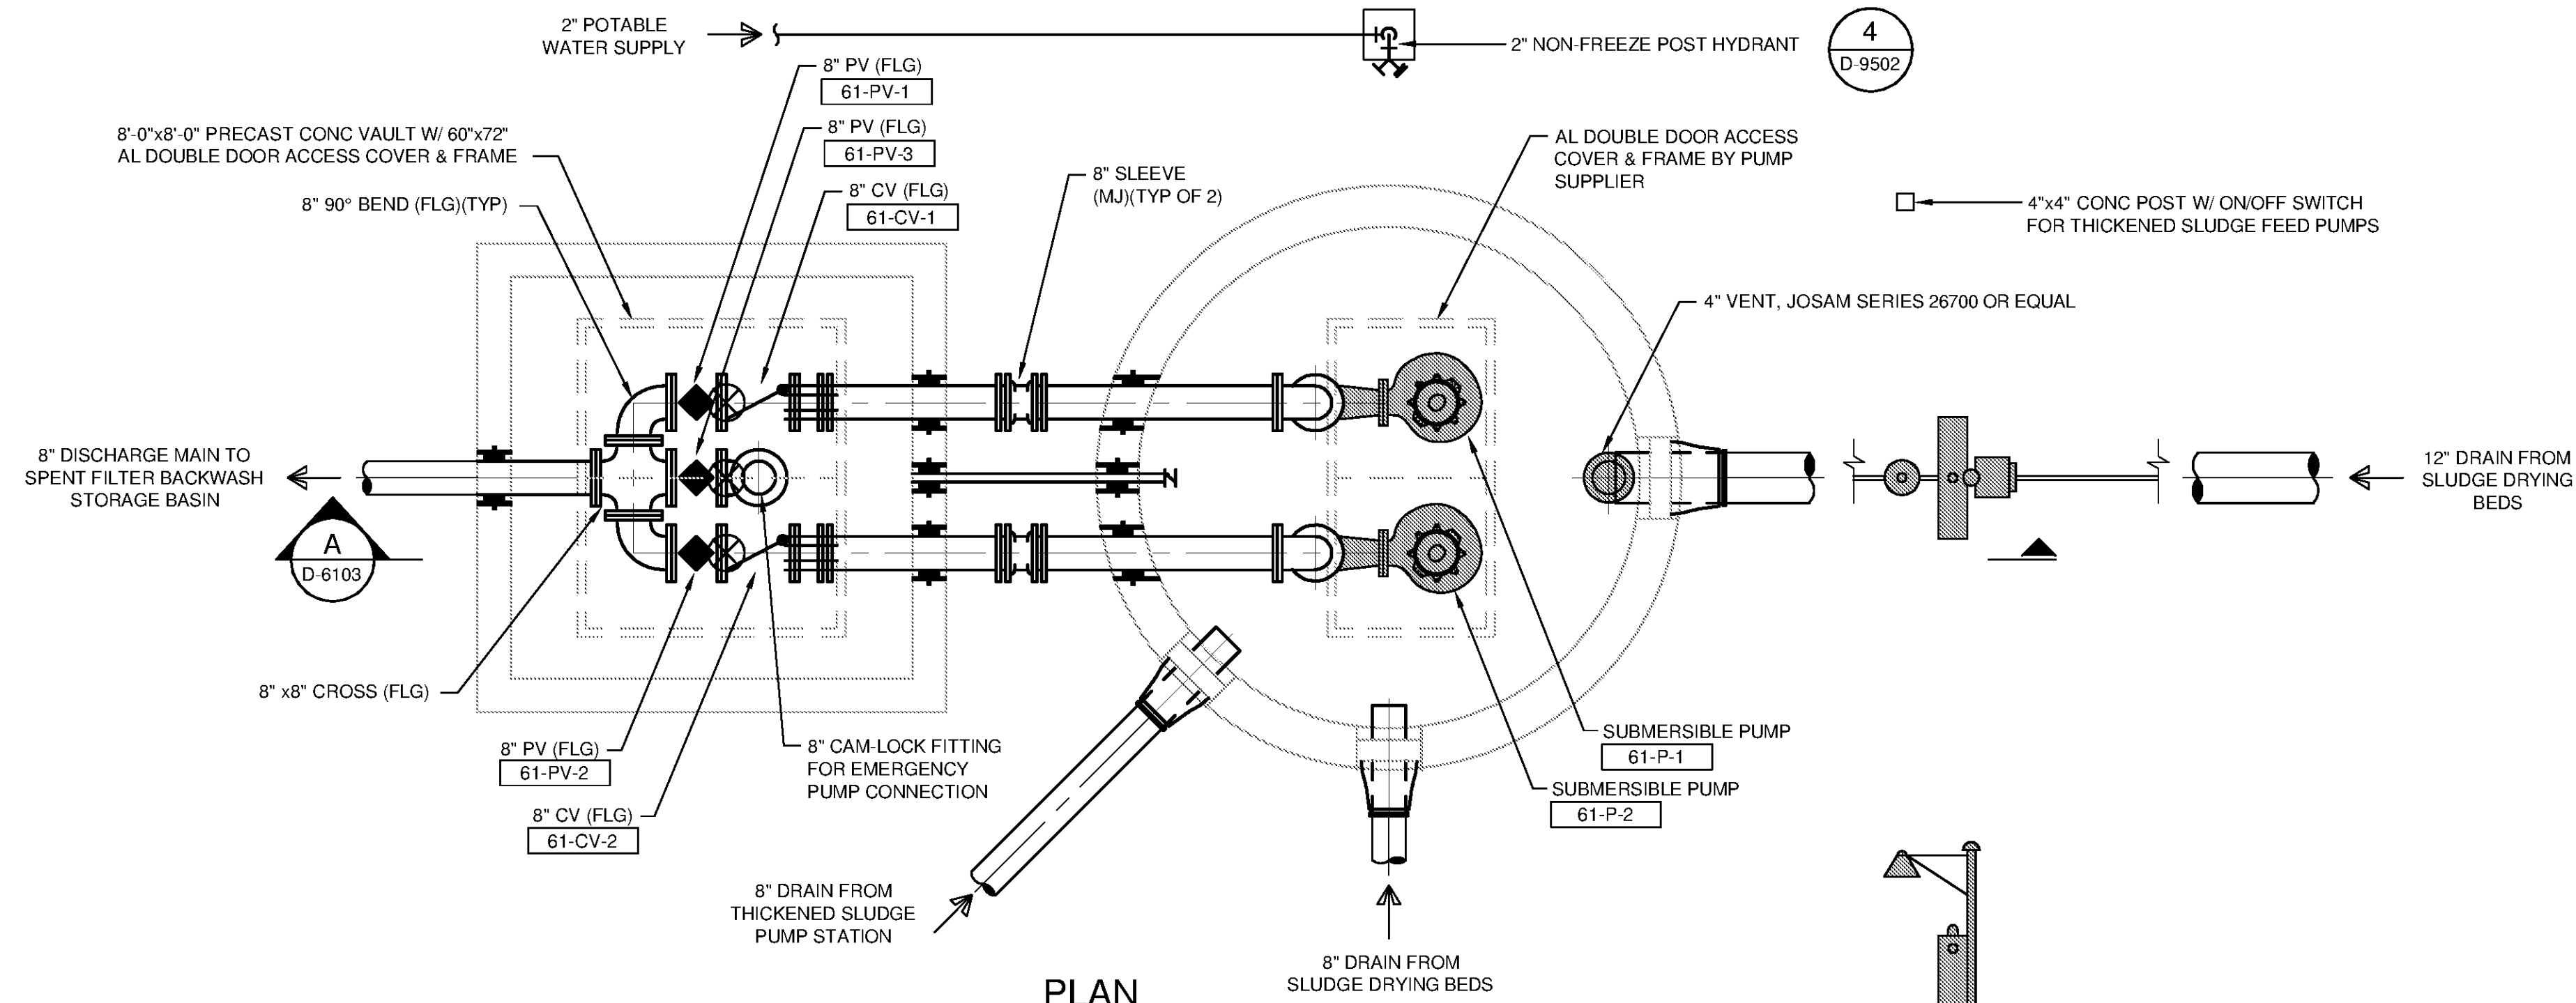 2" POTABLE
WATER SUPPLY
2" NON-FREEZE POST HYDRANT
4
D-9502
8" PV (FLG)
61-PV-1
8" PV (FLG)
61-PV-3
8" CV (FLG)
61-CV-1
8'-0"x8'-0" PRECAST CONC VAULT W/ 60"x72"
AL DOUBLE DOOR ACCESS COVER & FRAME
8" 90° BEND (FLG)(TYP)
8" SLEEVE
(MJ)(TYP OF 2)
AL DOUBLE DOOR ACCESS
COVER & FRAME BY PUMP
SUPPLIER
4"x4" CONC POST W/ ON/OFF SWITCH
FOR THICKENED SLUDGE FEED PUMPS
4" VENT, JOSAM SERIES 26700 OR EQUAL
8" DISCHARGE MAIN TO
SPENT FILTER BACKWASH
STORAGE BASIN
A
D-6103
12" DRAIN FROM
SLUDGE DRYING
BEDS
8" x8" CROSS (FLG)
8" PV (FLG)
61-PV-2
8" CV (FLG)
61-CV-2
8" CAM-LOCK FITTING
FOR EMERGENCY
PUMP CONNECTION
SUBMERSIBLE PUMP
61-P-1
SUBMERSIBLE PUMP
61-P-2
8" DRAIN FROM
THICKENED SLUDGE
PUMP STATION
8" DRAIN FROM
SLUDGE DRYING BEDS
PLAN